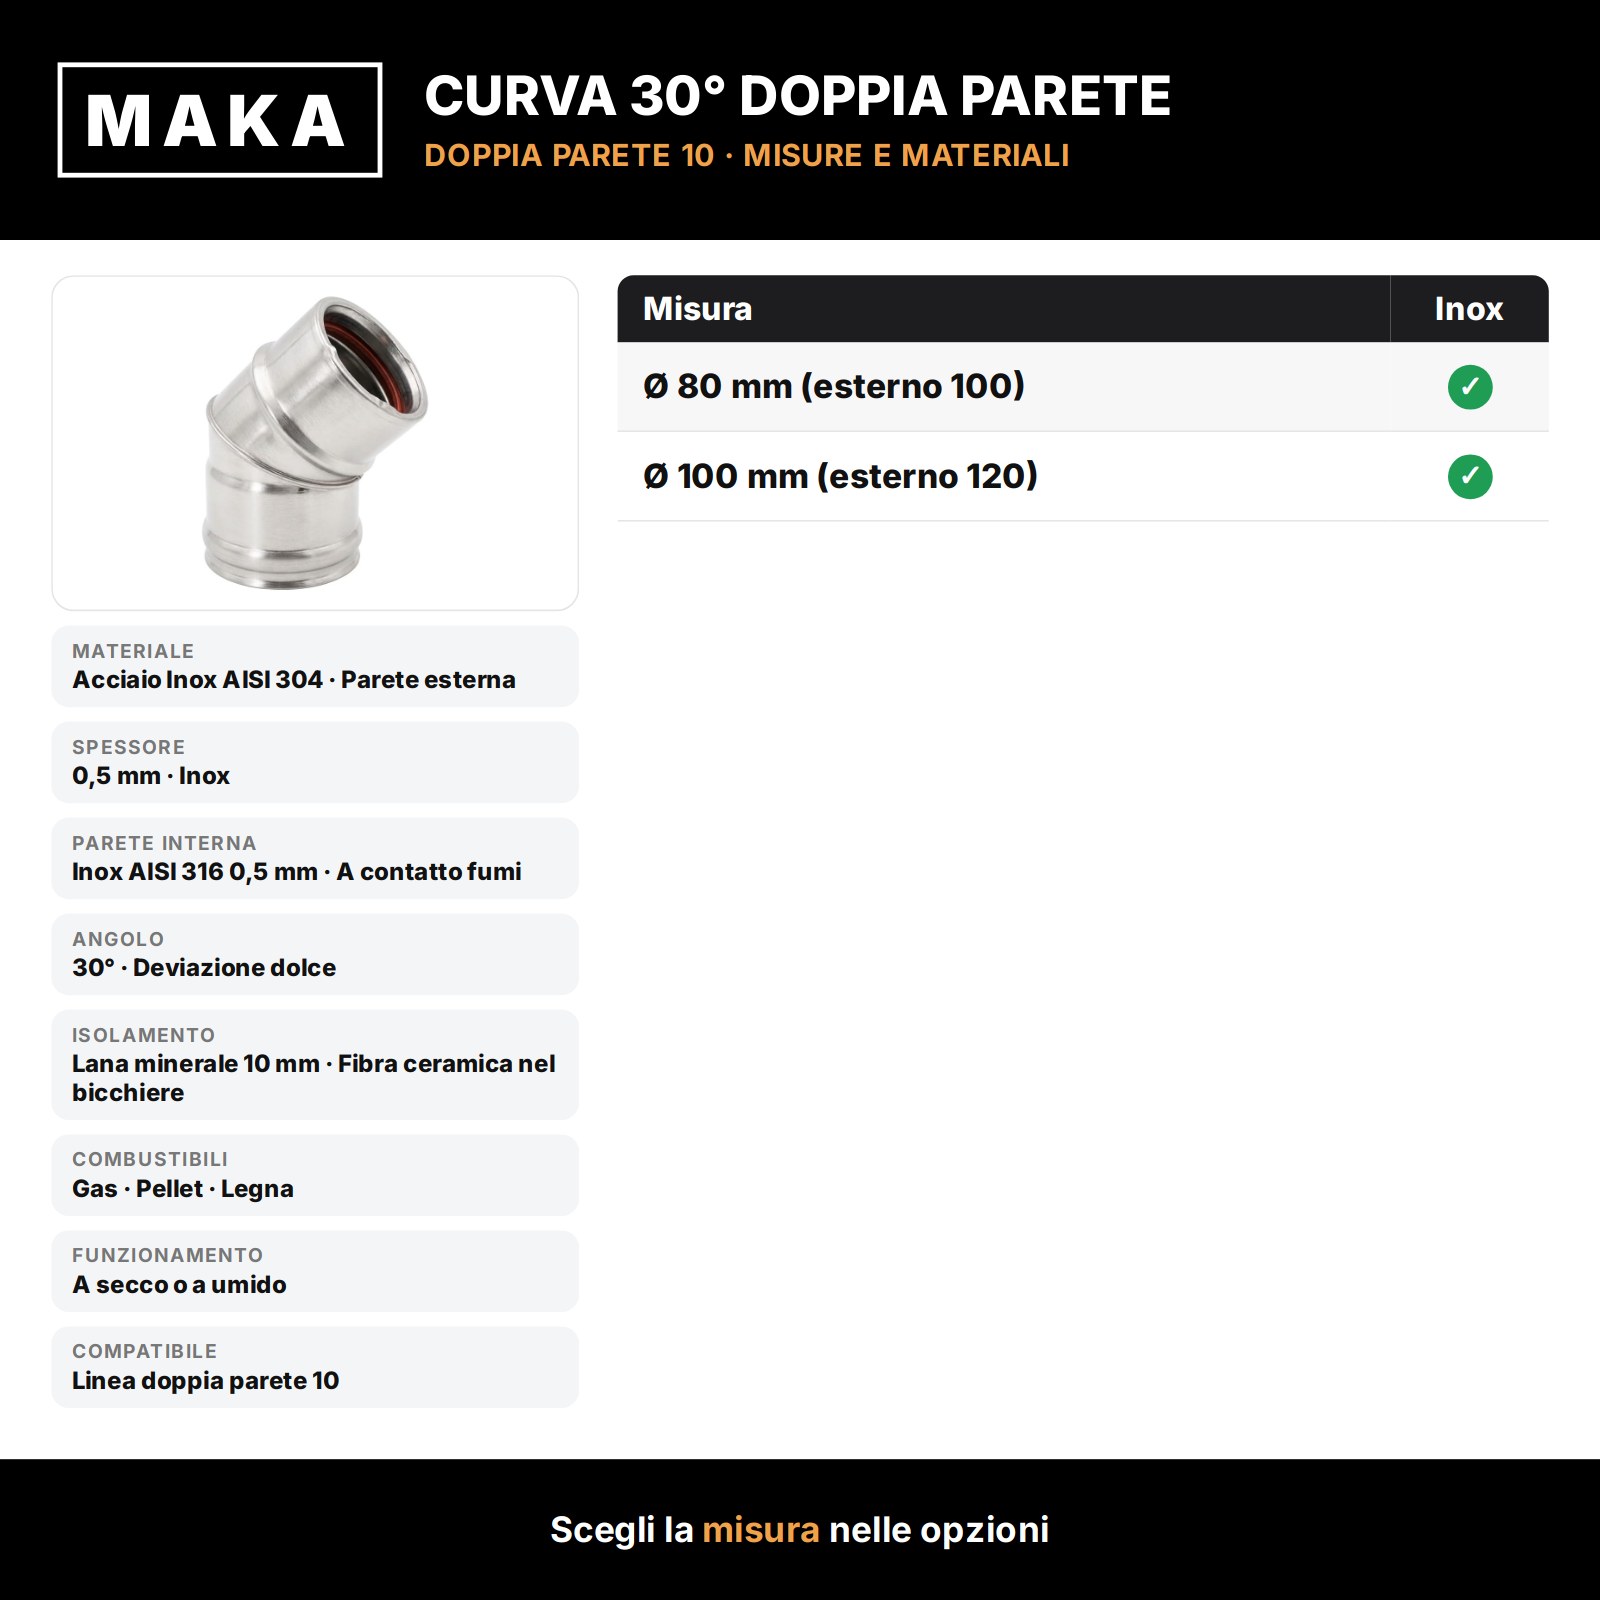 MAKA
CURVA 30° DOPPIA PARETE
DOPPIA PARETE 10 · MISURE E MATERIALI
MATERIALE
Acciaio Inox AISI 304 · Parete esterna
SPESSORE
0,5 mm · Inox
PARETE INTERNA
Inox AISI 316 0,5 mm · A contatto fumi
ANGOLO
30° · Deviazione dolce
ISOLAMENTO
Lana minerale 10 mm · Fibra ceramica nel
bicchiere
COMBUSTIBILI
Gas · Pellet · Legna
FUNZIONAMENTO
A secco o a umido
COMPATIBILE
Linea doppia parete 10
Misura Inox
Ø 80 mm (esterno 100) ✓
Ø 100 mm (esterno 120) ✓
Scegli la misura nelle opzioni